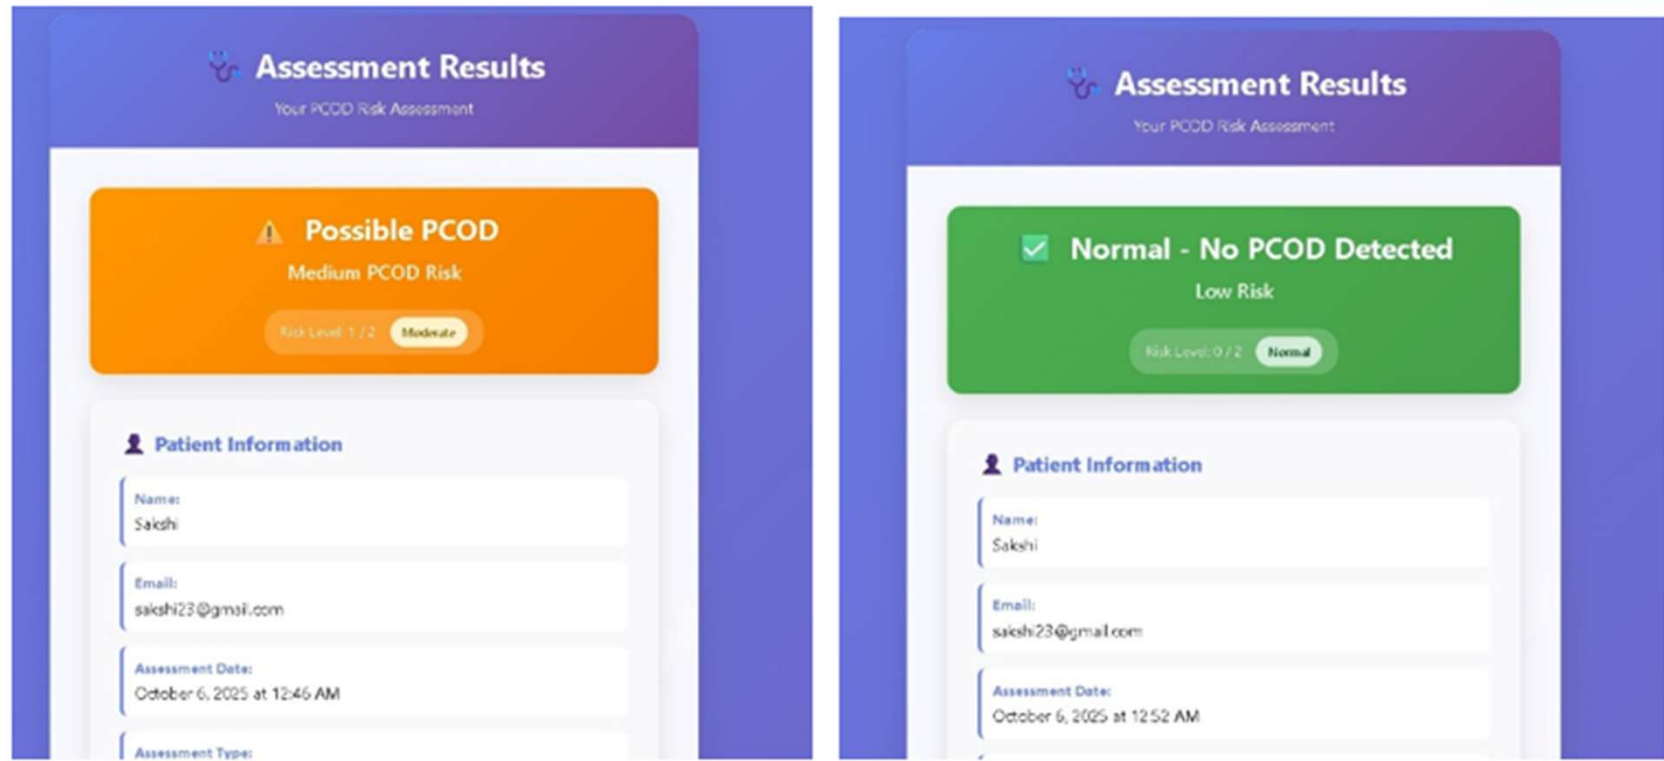 Assessment Results
Your PCOD Risk Assessment
Possible PCOD
Medium PCOD Risk
Risk Level: 1 / 2 Moderate
Patient Information
Name:
Sakshi
Email:
sakshi23@gmail.com
Assessment Date:
October 6, 2025 at 12:46 AM
Assessment Type:
Assessment Results
Your PCOD Risk Assessment
Normal - No PCOD Detected
Low Risk
Risk Level: 0 / 2 Normal
Patient Information
Name:
Sakshi
Email:
sakshi23@gmail.com
Assessment Date:
October 6, 2025 at 12:52 AM